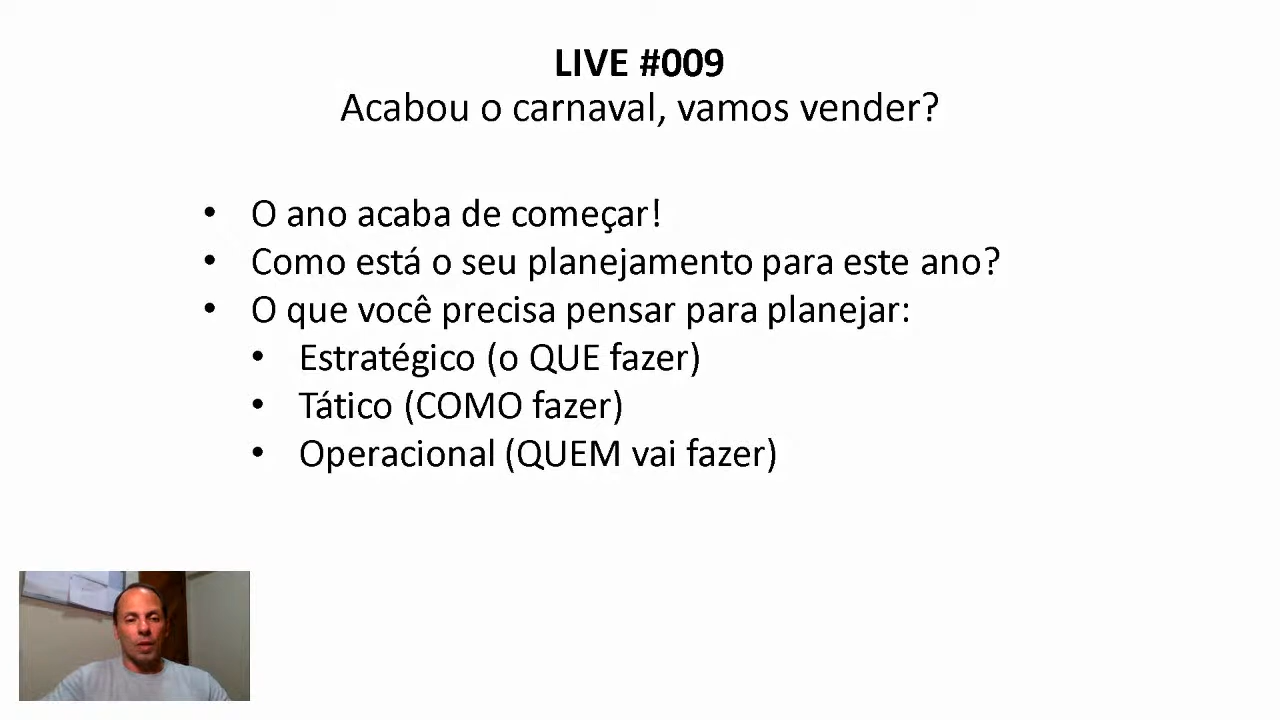 LIVE #009
Acabou o carnaval, vamos vender?
• O ano acaba de começar!
• Como está o seu planejamento para este ano?
• O que você precisa pensar para planejar:
• Estratégico (o QUE fazer)
• Tático (COMO fazer)
• Operacional (QUEM vai fazer)